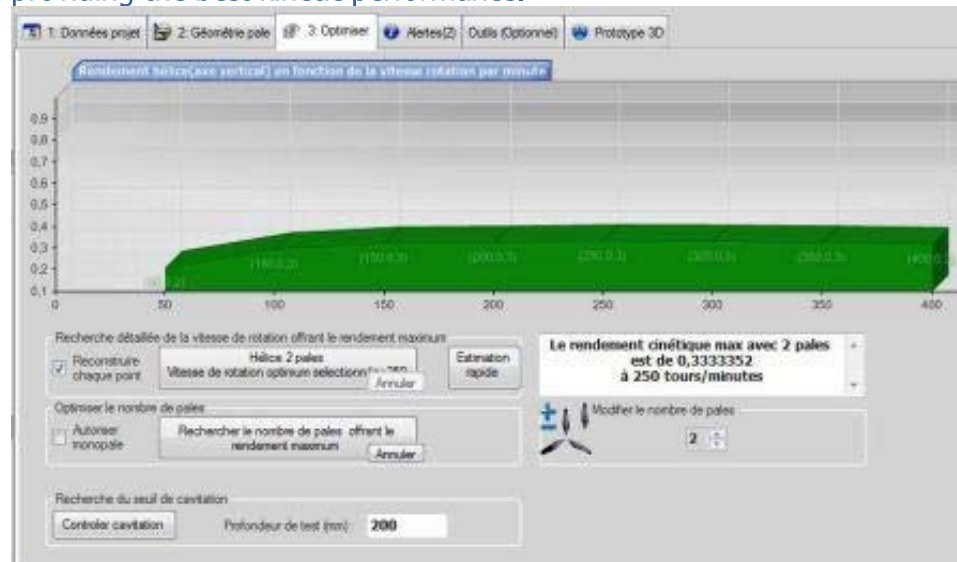 providing the best kinetic performance.
1: Données projet
2: Géométrie pale
3: Optimiser
Alertes(2)
Outils (Optionnel)
Prototype 3D
Rendement hélice(axe vertical) en fonction de la vitesse rotation par minute
0,9
0,8
0,7
0,6
0,5
0,4
0,3
0,2
0,1
0 50 100 150 200 250 300 350 400
Recherche détaillée de la vitesse de rotation offrant le rendement maximum
Reconstruire
chaque point
Hélice 2 pales
Vitesse de rotation optimium selectionn
Annuler
Estimation
rapide
Le rendement cinétique max avec 2 pales
est de 0,3333352
à 250 tours/minutes
Optimiser le nombre de pales
Autoriser
monopale
Rechercher le nombre de pales offrant le
rendement maximum
Annuler
Modifier le nombre de pales
2
Recherche du seuil de cavitation
Controler cavitation
Profondeur de test (mm)
200